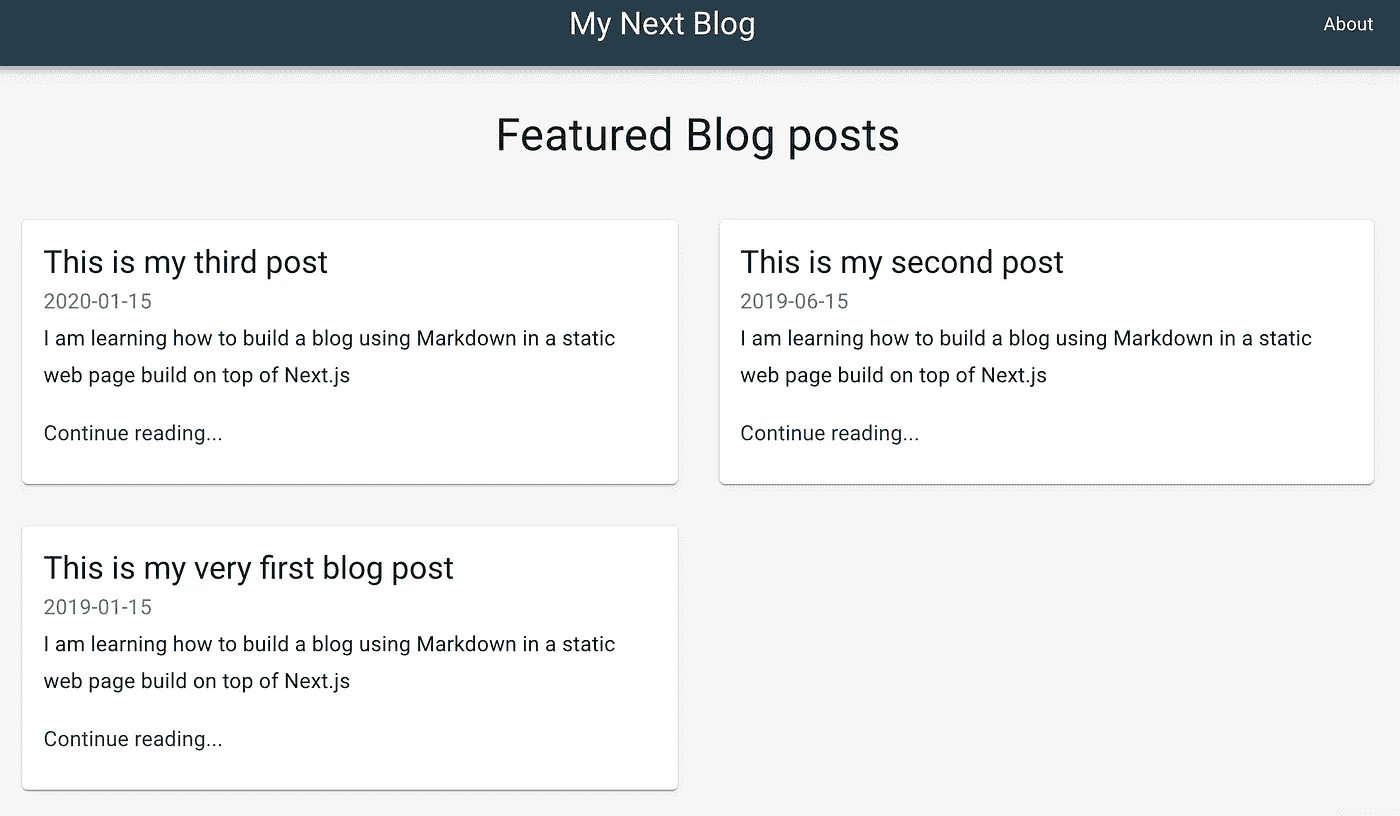 My Next Blog
About
Featured Blog posts
This is my third post
2020-01-15
I am learning how to build a blog using Markdown in a static
web page build on top of Next.js
Continue reading...
This is my second post
2019-06-15
I am learning how to build a blog using Markdown in a static
web page build on top of Next.js
Continue reading...
This is my very first blog post
2019-01-15
I am learning how to build a blog using Markdown in a static
web page build on top of Next.js
Continue reading...